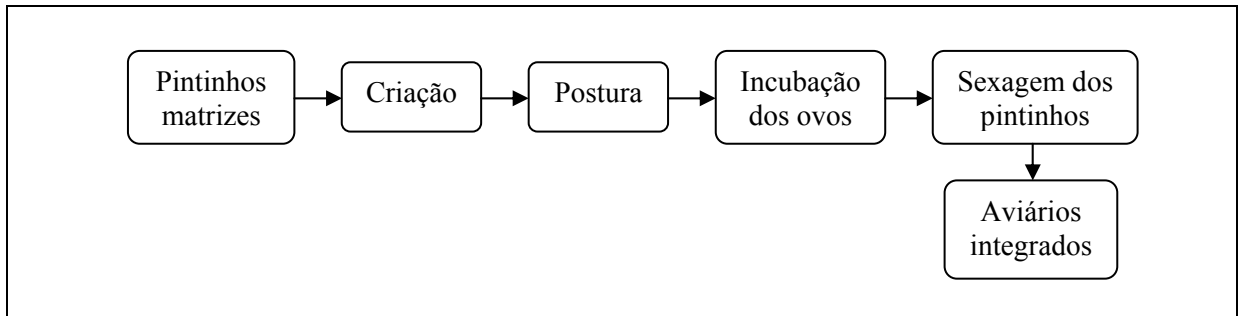 Pintinhos
matrizes
Criação
Postura
Incubação
dos ovos
Sexagem dos
pintinhos
Aviários
integrados